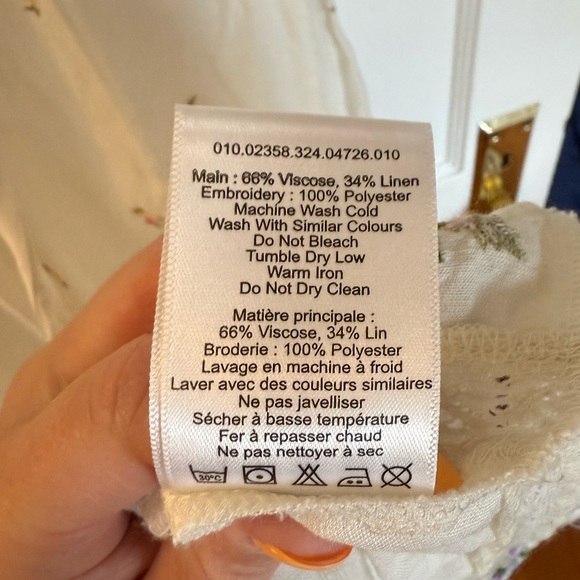 010.02358.324.04726.010
Main : 66% Viscose, 34% Linen
Embroidery : 100% Polyester
Machine Wash Cold
Wash With Similar Colours
Do Not Bleach
Tumble Dry Low
Warm Iron
Do Not Dry Clean
Matière principale :
66% Viscose, 34% Lin
Broderie : 100% Polyester
Lavage en machine à froid
Laver avec des couleurs similaires
Ne pas javelliser
Sécher à basse température
Fer à repasser chaud
Ne pas nettoyer à sec
30°C